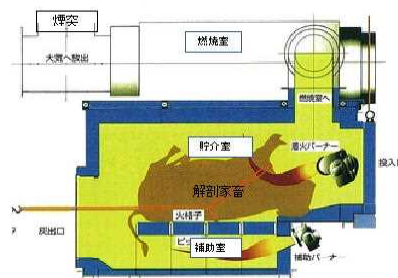 煙突
燃焼室
大気へ放出
燃焼室へ
貯介室
着火バーナー
投入口
解剖家畜
火格子
灰出口
補助室
補助バーナー